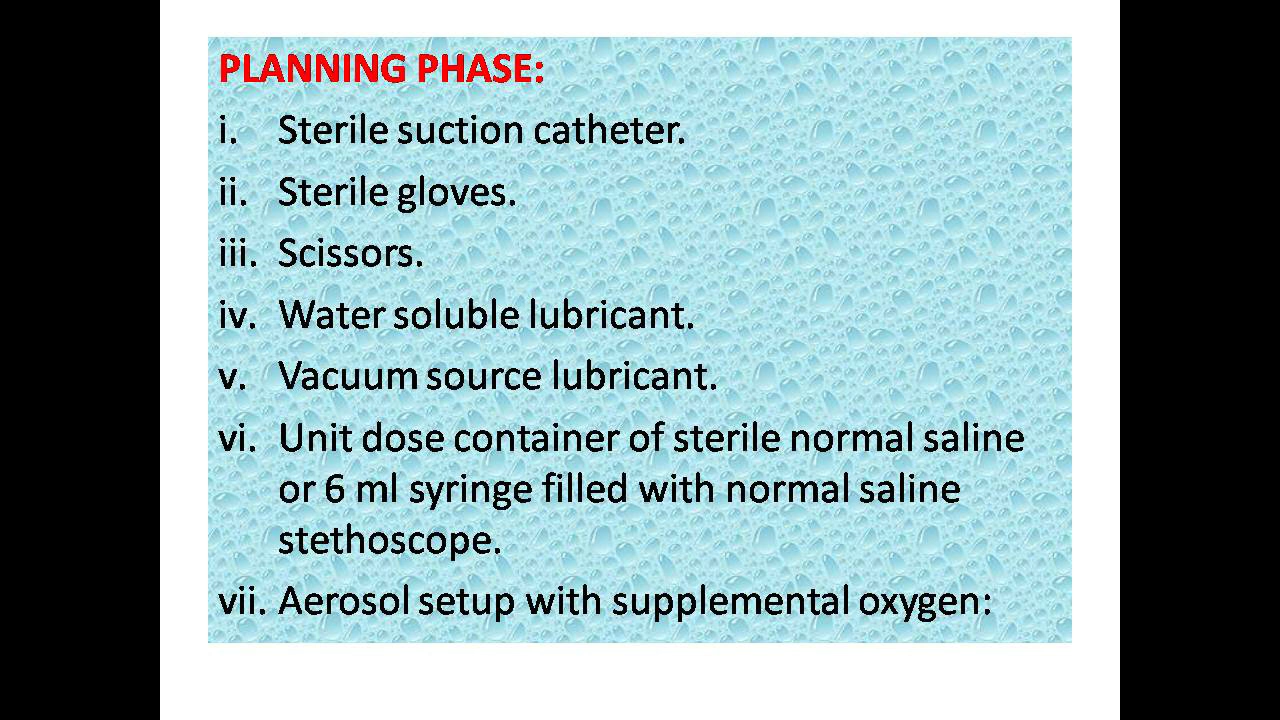 PLANNING PHASE:
i. Sterile suction catheter.
ii. Sterile gloves.
iii. Scissors.
iv. Water soluble lubricant.
v. Vacuum source lubricant.
vi. Unit dose container of sterile normal saline
or 6 ml syringe filled with normal saline
stethoscope.
vii. Aerosol setup with supplemental oxygen: